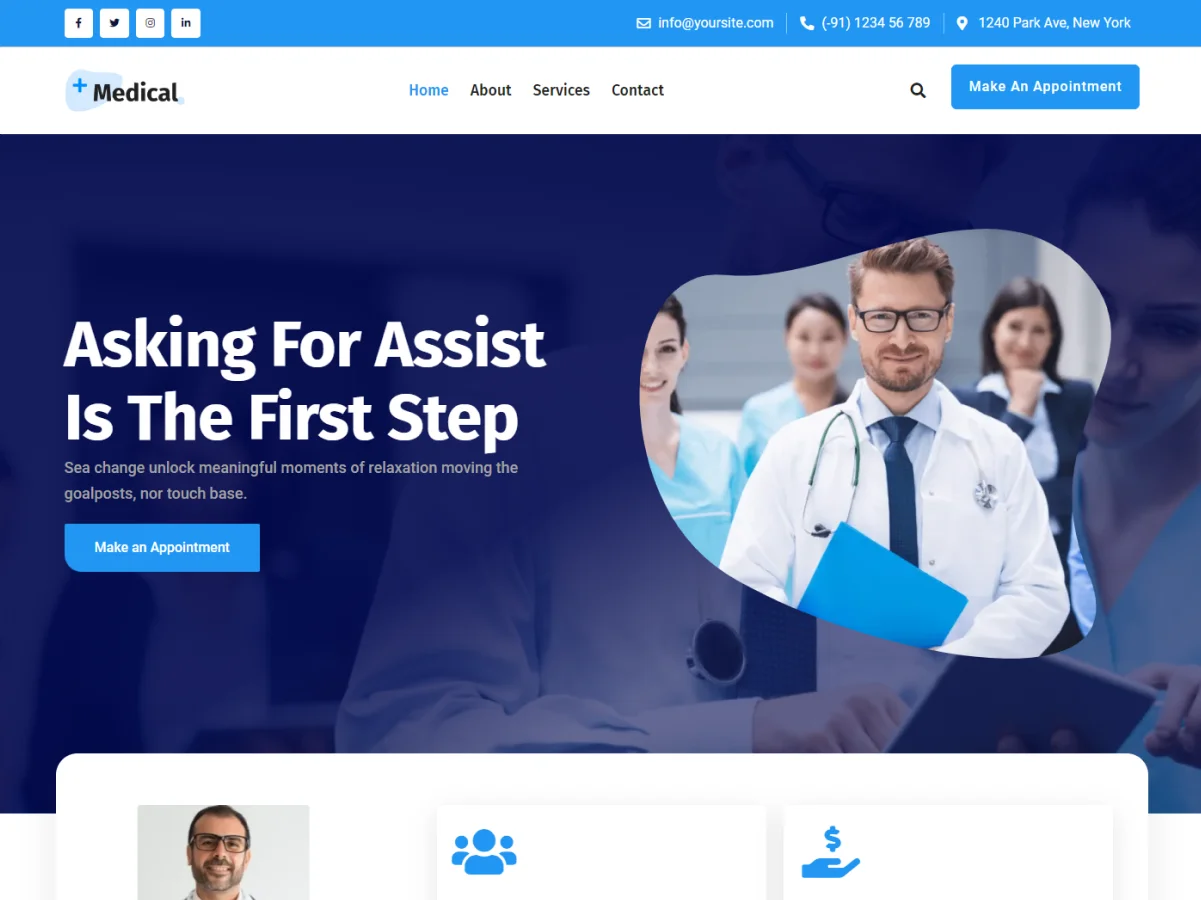 info@yoursite.com
(-91) 1234 56 789
1240 Park Ave, New York
Medical
Home
About
Services
Contact
Make An Appointment
Asking For Assist
Is The First Step
Sea change unlock meaningful moments of relaxation moving the
goalposts, nor touch base.
Make an Appointment